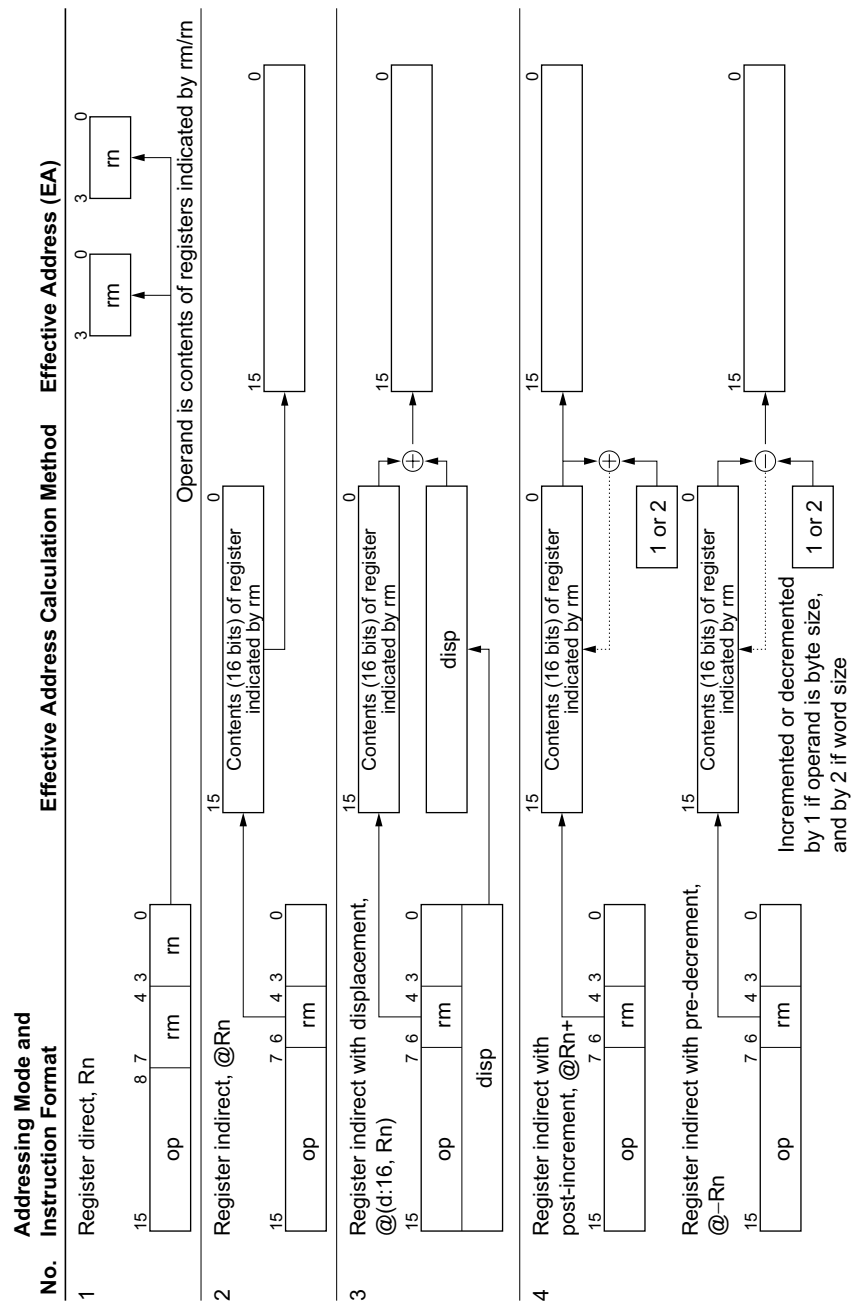 Addressing Mode and
No. Instruction Format Effective Address Calculation Method Effective Address (EA)
1 Register direct, Rn
15 8 7 4 3 0
op rm rn
3 0 3 0
rm rn
Operand is contents of registers indicated by rm/rn
2 Register indirect, @Rn
15 7 6 4 3 0
op rm
15 0
Contents (16 bits) of register
indicated by rm
15 0
3 Register indirect with displacement,
@(d:16, Rn)
15 7 6 4 3 0
op rm
disp
15 0
Contents (16 bits) of register
indicated by rm
disp
+
15 0
4 Register indirect with
post-increment, @Rn+
15 7 6 4 3 0
op rm
15 0
Contents (16 bits) of register
indicated by rm
+
1 or 2
15 0
Register indirect with pre-decrement,
@−Rn
15 7 6 4 3 0
op rm
15 0
Contents (16 bits) of register
indicated by rm
−
1 or 2
15 0
Incremented or decremented
by 1 if operand is byte size,
and by 2 if word size